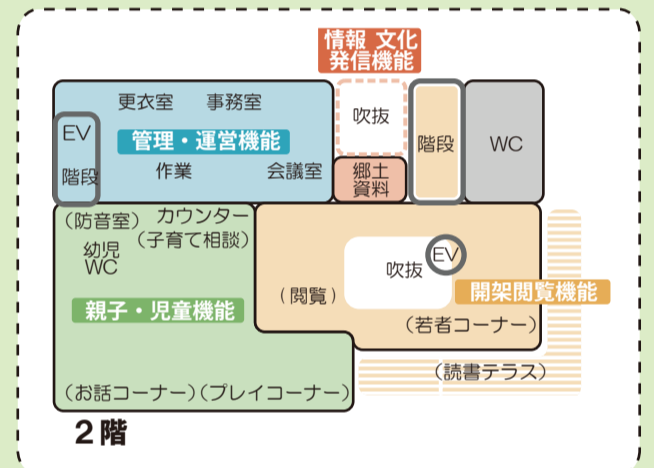 情報 文化
発信機能
更衣室
事務室
吹抜
EV
管理・運営機能
階段
WC
階段
作業
会議室
郷土
資料
（防音室）
カウンター
（子育て相談）
幼児
WC
EV
吹抜
（閲覧）
開架閲覧機能
親子・児童機能
（若者コーナー）
（読書テラス）
（お話コーナー）（プレイコーナー）
２階